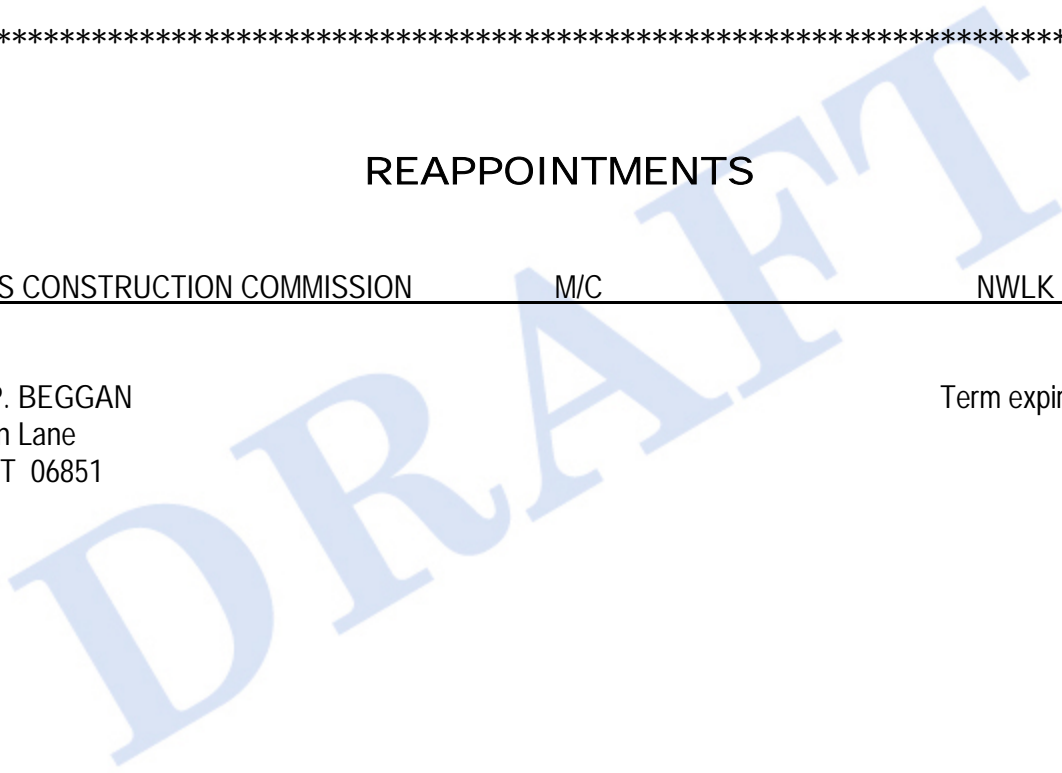 *********************************************************************
REAPPOINTMENTS
S CONSTRUCTION COMMISSION M/C NWLK
P. BEGGAN Term expir
n Lane
T 06851
DRAFT